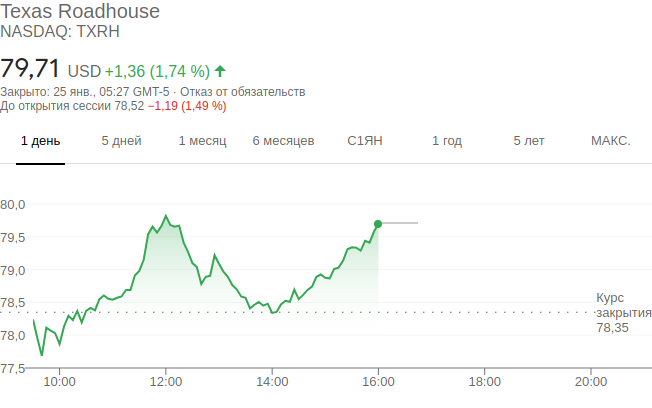 Texas Roadhouse
NASDAQ: TXRH
79,71 USD +1,36 (1,74 %)
Закрыто: 25 янв., 05:27 GMT-5 · Отказ от обязательств
До открытия сессии 78,52 −1,19 (1,49 %)
1 день 5 дней 1 месяц 6 месяцев С1ЯН 1 год 5 лет МАКС.
80,0
79,5
79,0
78,5
78,0
77,5
Курс
закрытия
78,35
10:00 12:00 14:00 16:00 18:00 20:00